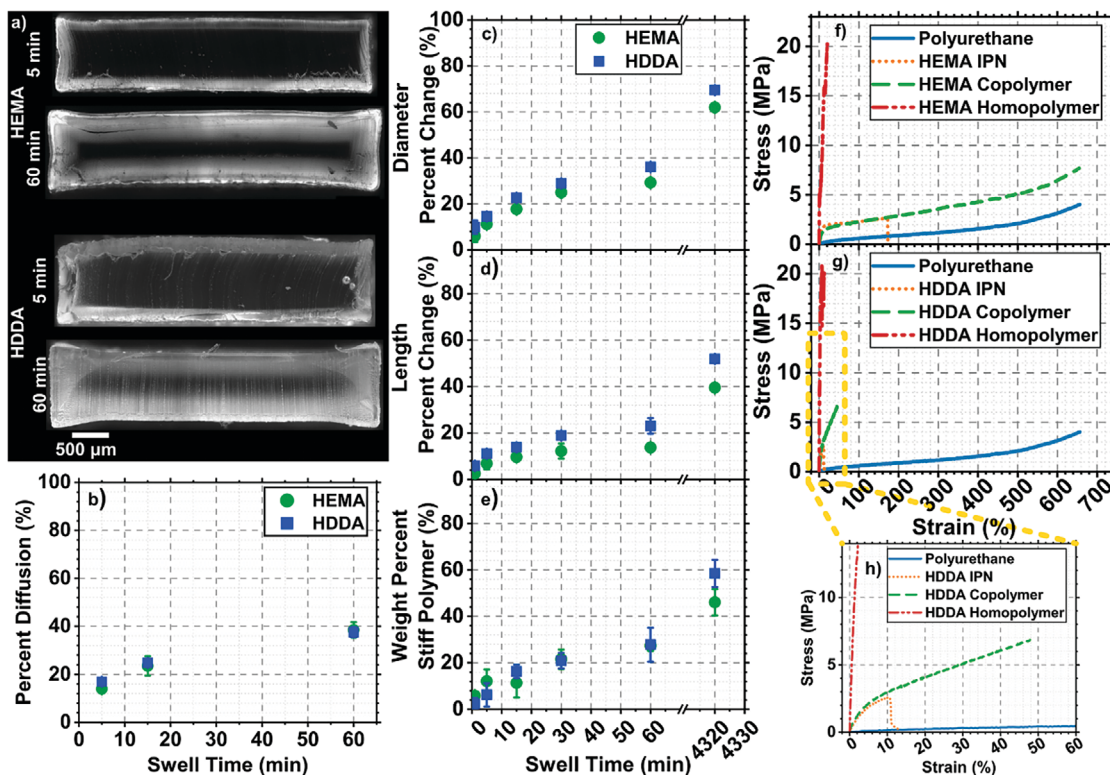 a)
5 min
HEMA
60 min
5 min
HDDA
60 min
500 µm
b)
HEMA
HDDA
Percent Diffusion (%)
100
80
60
40
20
0
0 10 20 30 40 50 60
Swell Time (min)
c)
HEMA
HDDA
Diameter
Percent Change (%)
100
80
60
40
20
0
d)
Length
Percent Change (%)
100
80
60
40
20
0
e)
Weight Percent
Stiff Polymer (%)
100
80
60
40
20
0
0 10 20 30 40 50 60 4320 4330
Swell Time (min)
f)
Polyurethane
HEMA IPN
HEMA Copolymer
HEMA Homopolymer
Stress (MPa)
20
15
10
5
0
g)
Polyurethane
HDDA IPN
HDDA Copolymer
HDDA Homopolymer
Stress (MPa)
20
15
10
5
0
0 100 200 300 400 500 600 700
Strain (%)
h)
Polyurethane
HDDA IPN
HDDA Copolymer
HDDA Homopolymer
Stress (MPa)
10
5
0
0 10 20 30 40 50 60
Strain (%)